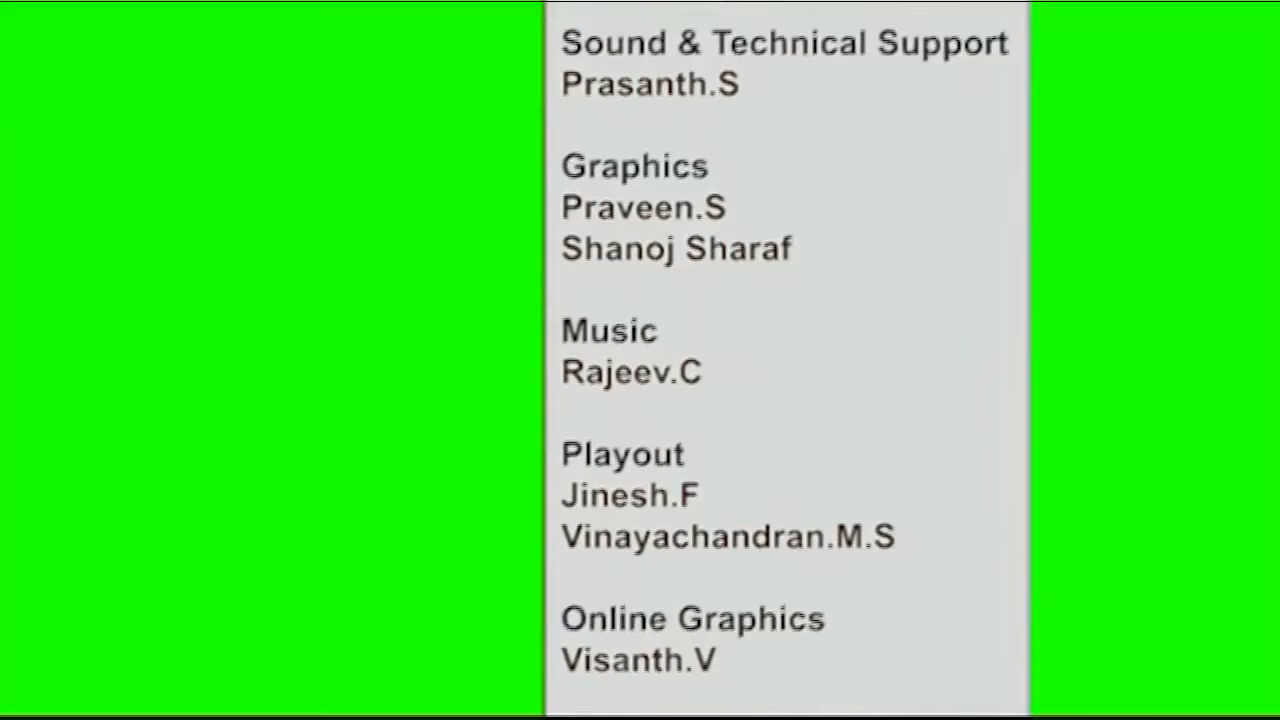 Sound & Technical Support
Prasanth.S
Graphics
Praveen.S
Shanoj Sharaf
Music
Rajeev.C
Playout
Jinesh.F
Vinayachandran.M.S
Online Graphics
Visanth.V